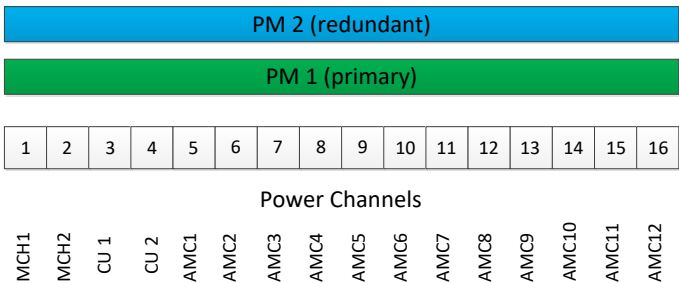 PM 2 (redundant)
PM 1 (primary)
1 2 3 4 5 6 7 8 9 10 11 12 13 14 15 16
Power Channels
MCH1 MCH2 CU 1 CU 2 AMC1 AMC2 AMC3 AMC4 AMC5 AMC6 AMC7 AMC8 AMC9 AMC10 AMC11 AMC12